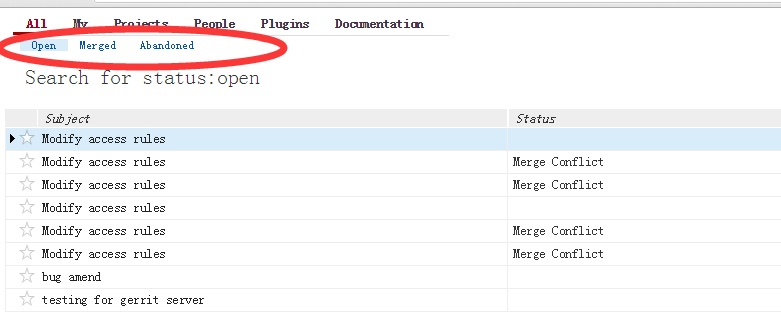 All My Projects People Plugins Documentation
Open Merged Abandoned
Search for status:open
Subject Status
Modify access rules
Modify access rules Merge Conflict
Modify access rules Merge Conflict
Modify access rules
Modify access rules Merge Conflict
Modify access rules Merge Conflict
bug amend
testing for gerrit server